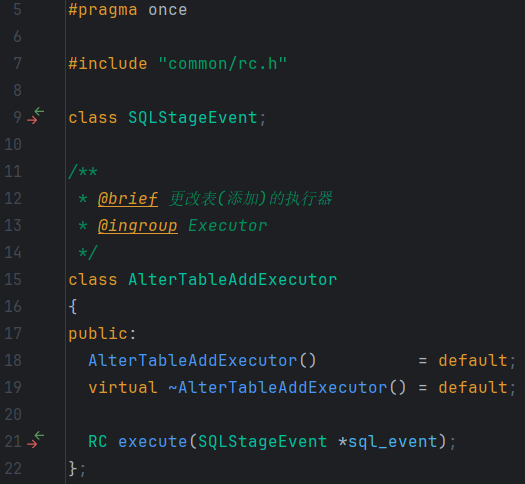 5 #pragma once
6
7 #include "common/rc.h"
8
9 class SQLStageEvent;
10
11 /**
12  * @brief 更改表(添加)的执行器
13  * @ingroup Executor
14  */
15 class AlterTableAddExecutor
16 {
17 public:
18   AlterTableAddExecutor()          = default;
19   virtual ~AlterTableAddExecutor() = default;
20
21   RC execute(SQLStageEvent *sql_event);
22 };